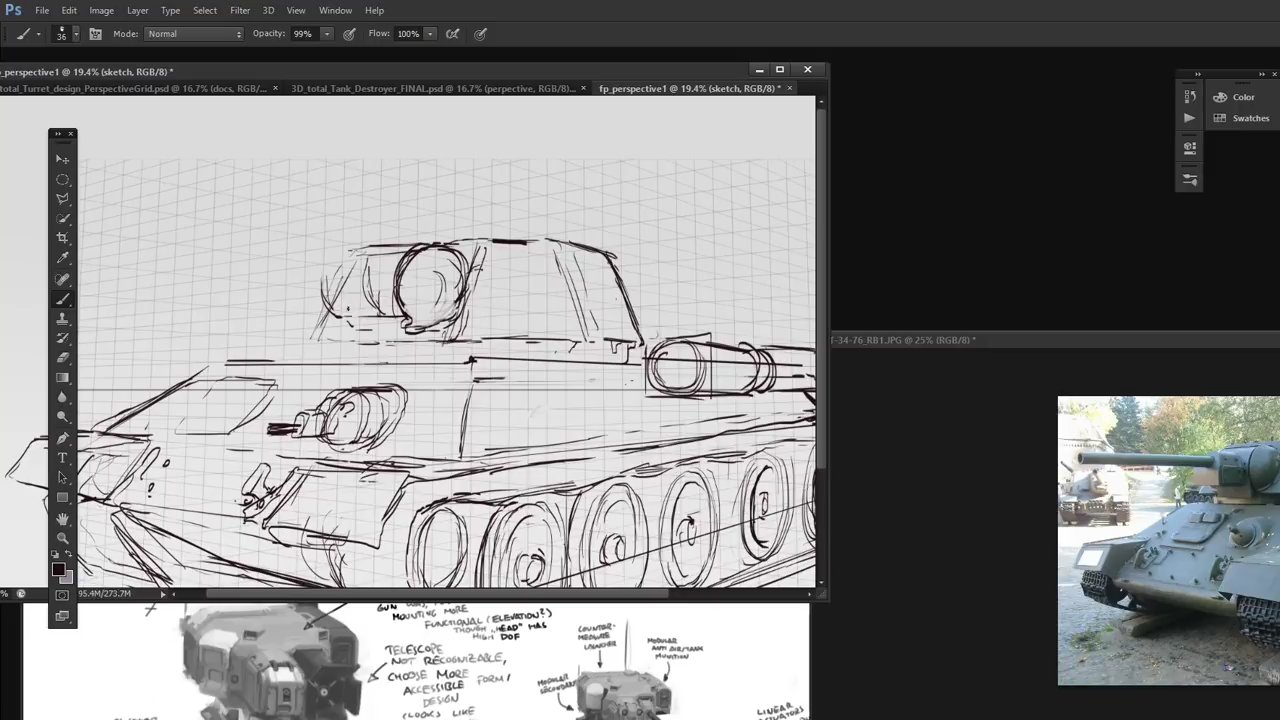 Ps File Edit Image Layer Type Select Filter 3D View Window Help
36 Mode: Normal Opacity: 99% Flow: 100%
_perspective1 @ 19.4% (sketch, RGB/8) *
total_Turret_design_PerspectiveGrid.psd @ 16.7% (docs, RGB/... × 3D_total_Tank_Destroyer_FINAL.psd @ 16.7% (perpective, RGB/8)... × fp_perspective1 @ 19.4% (sketch, RGB/8) * ×
Color
Swatches
T-34-76_RB1.JPG @ 25% (RGB/8*) *
% 95.4M/273.7M
MOUNTING MORE
FUNCTIONAL (ELEVATION?)
THOUGH „HEAD" HAS
HIGH DOF
TELESCOPE
NOT RECOGNIZABLE,
CHOOSE MORE
ACCESSIBLE FORM/
DESIGN
(LOOKS LIKE
COUNTER-
MEASURE
LAUNCHER
MODULAR
ANTI AIR/TANK
MUNITION
MODULAR
SECONDARY
LINEAR